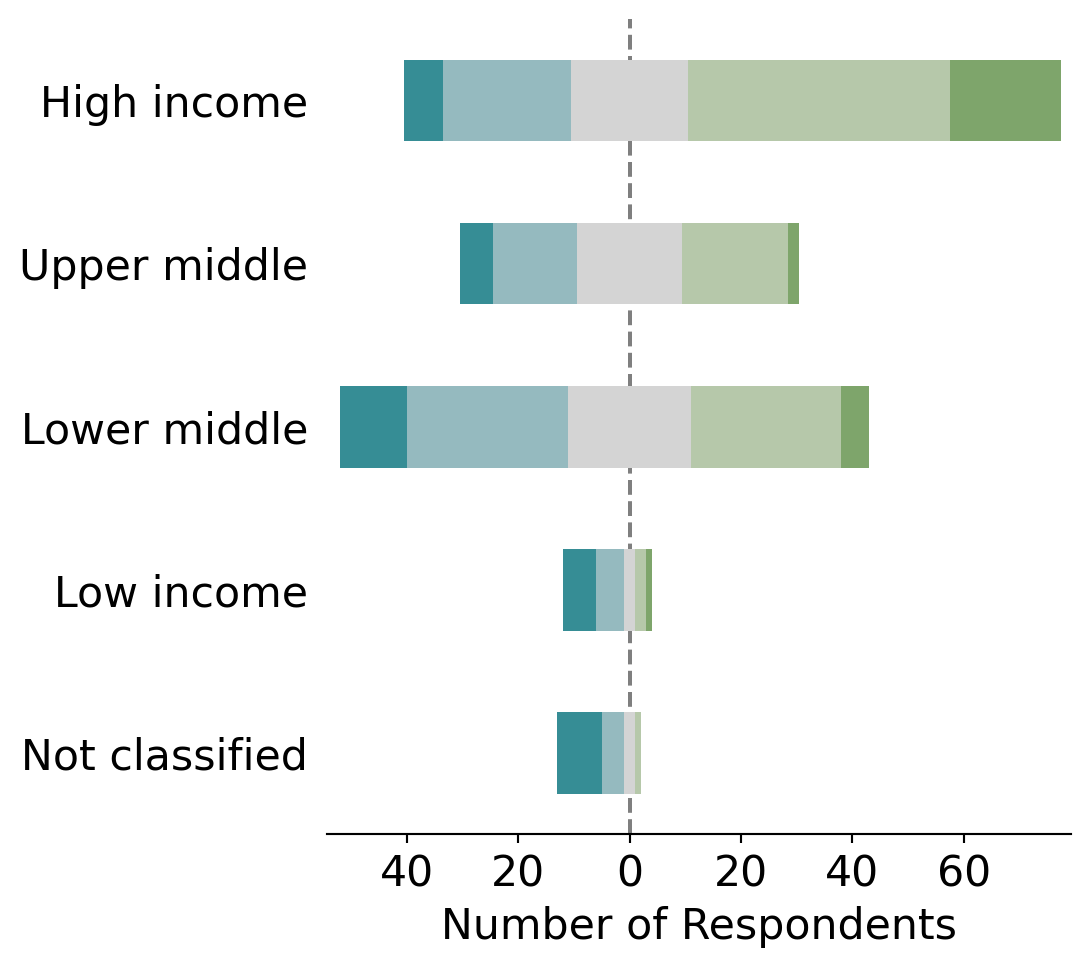 High income
Upper middle
Lower middle
Low income
Not classified
40 20 0 20 40 60
Number of Respondents